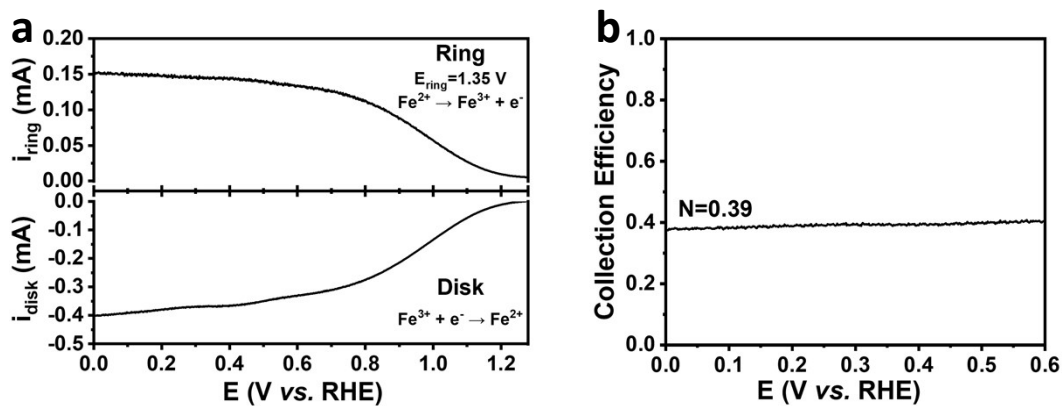 a
0.20
0.15
0.10
0.05
0.00
i_ring (mA)
Ring
E_ring=1.35 V
Fe²⁺ → Fe³⁺ + e⁻
0.0
-0.1
-0.2
-0.3
-0.4
-0.5
i_disk (mA)
Disk
Fe³⁺ + e⁻ → Fe²⁺
0.0 0.2 0.4 0.6 0.8 1.0 1.2
E (V vs. RHE)
b
1.0
0.8
0.6
0.4
0.2
0.0
Collection Efficiency
N=0.39
0.0 0.1 0.2 0.3 0.4 0.5 0.6
E (V vs. RHE)